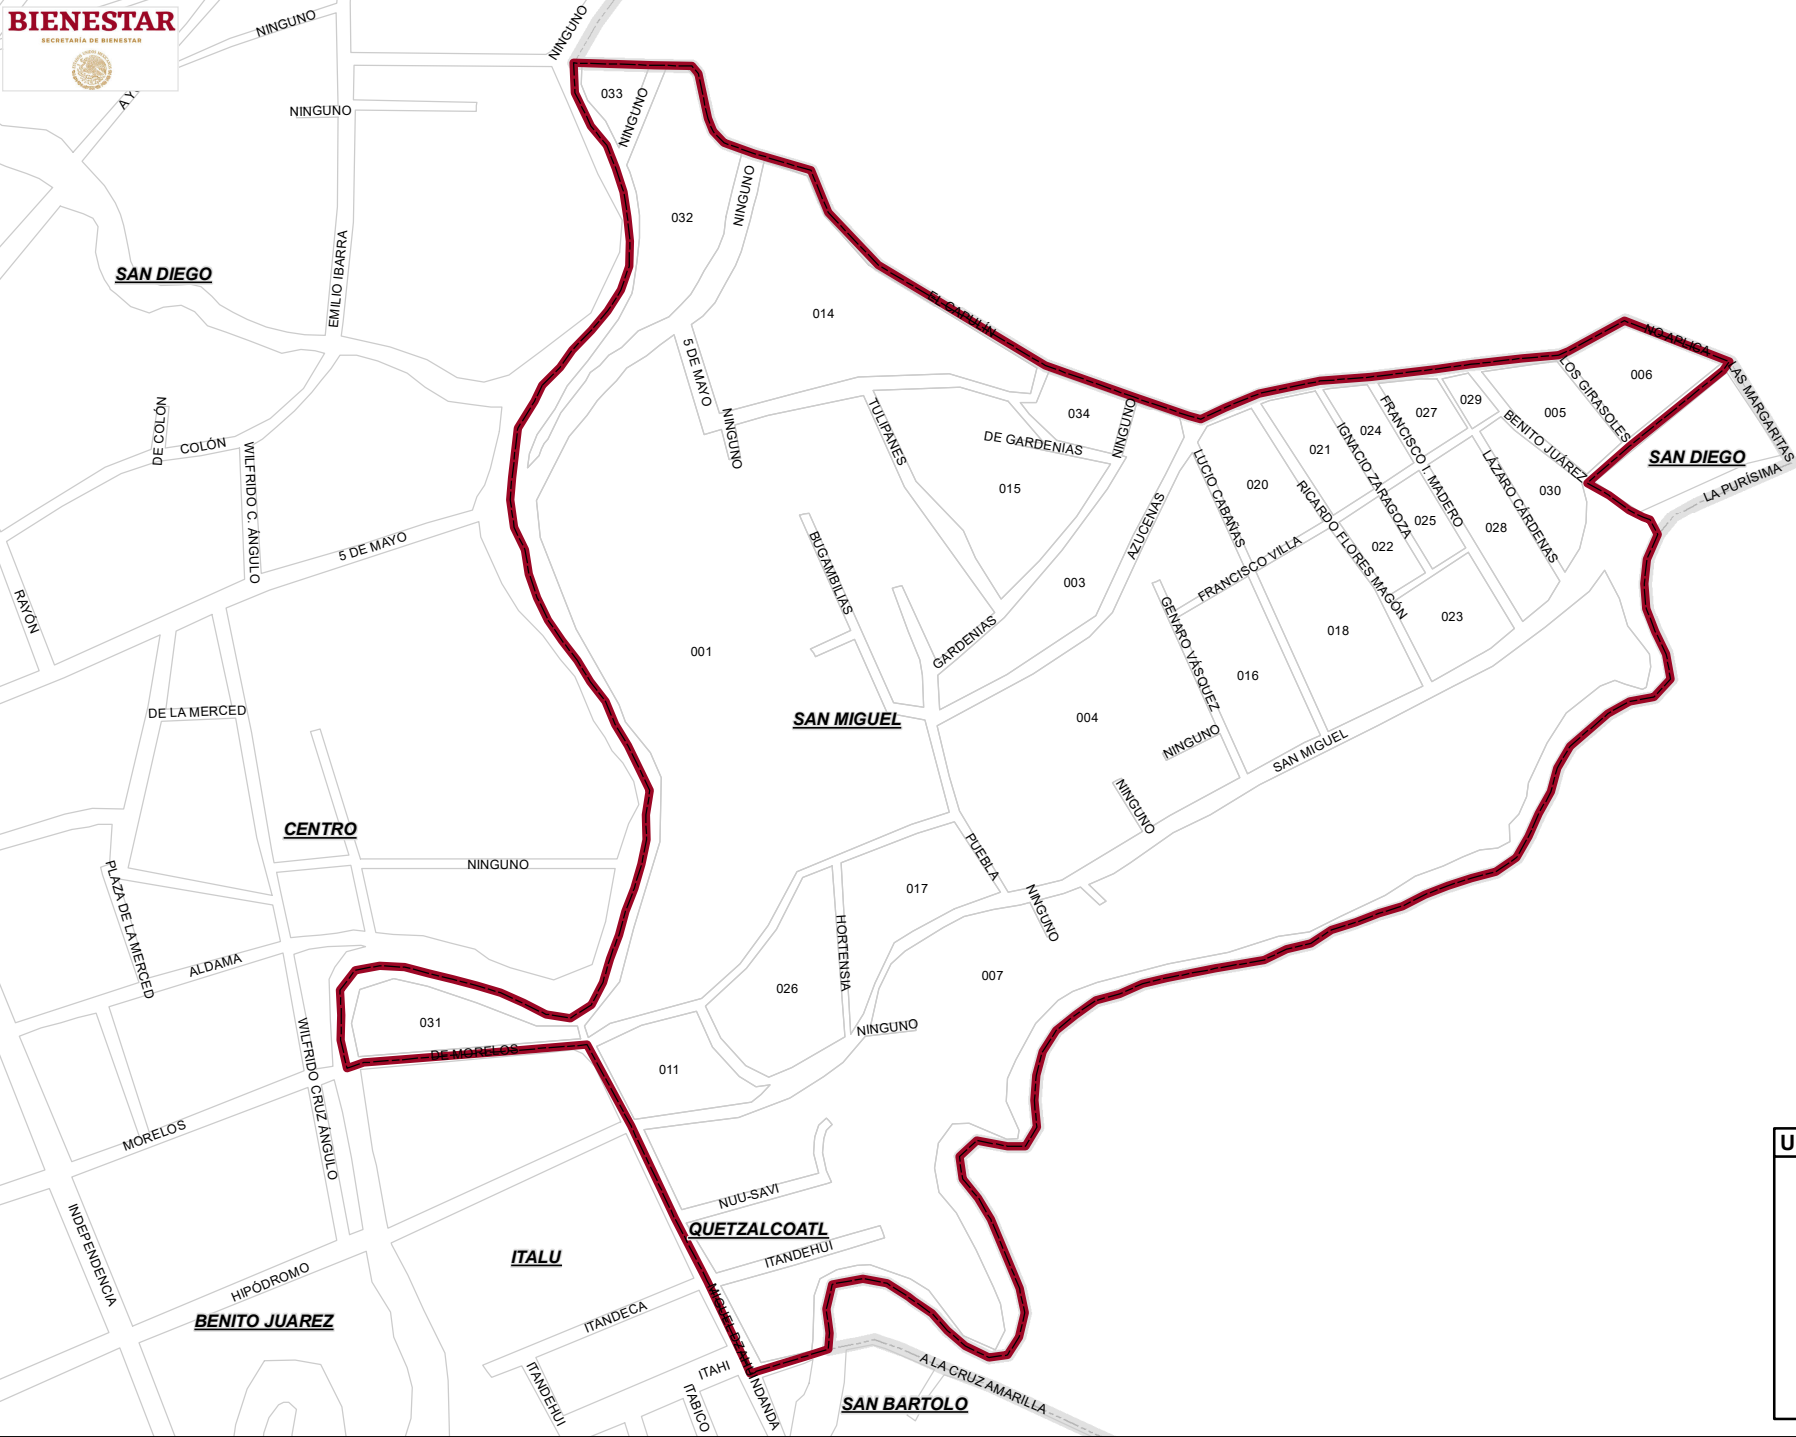 BIENESTAR
SECRETARÍA DE BIENESTAR
NINGUNO
NINGUNO
NINGUNO
033
NINGUNO
032
NINGUNO
SAN DIEGO
EMILIO IBARRA
014
EL CAPULÍN
NO APLICA
LAS MARGARITAS
006
LOS GIRASOLES
5 DE MAYO
NINGUNO
TULIPANES
034
NINGUNO
DE GARDENIAS
015
029
027
005
BENITO JUÁREZ
FRANCISCO I. MADERO
024
IGNACIO ZARAGOZA
021
SAN DIEGO
LA PURÍSIMA
DE COLÓN
COLÓN
WILFRIDO C. ÁNGULO
LUCIO CABAÑAS
020
RICARDO FLORES MAGÓN
LÁZARO CÁRDENAS
030
028
025
022
AZUCENAS
BUGAMBILIAS
5 DE MAYO
FRANCISCO VILLA
003
RAYÓN
GARDENIAS
GENARO VÁSQUEZ
018
023
001
016
DE LA MERCED
SAN MIGUEL
004
NINGUNO
SAN MIGUEL
NINGUNO
CENTRO
NINGUNO
PUEBLA
PLAZA DE LA MERCED
017
NINGUNO
HORTENSIA
ALDAMA
007
026
NINGUNO
031
DE MORELOS
WILFRIDO CRUZ ÁNGULO
011
MORELOS
U
NUU-SAVI
INDEPENDENCIA
QUETZALCOATL
ITANDEHUI
ITALU
HIPÓDROMO
BENITO JUAREZ
ITANDECA
ITAHI
ITANDEHUI
ITABICO
A LA CRUZ AMARILLA
SAN BARTOLO